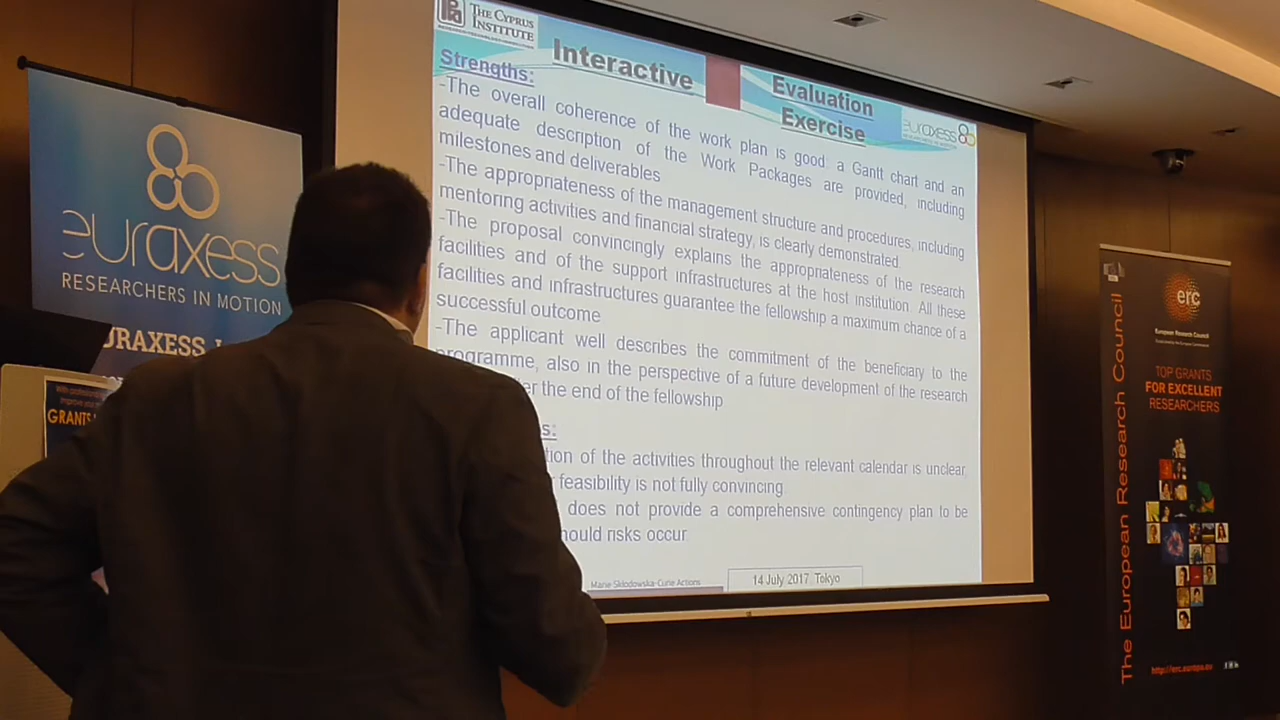 THE CYPRUS
INSTITUTE
Interactive
Evaluation
Exercise
euraxess
Strengths:
-The overall coherence of the work plan is good: a Gantt chart and an
adequate description of the Work Packages are provided, including
milestones and deliverables
-The appropriateness of the management structure and procedures, including
mentoring activities and financial strategy, is clearly demonstrated.
-The proposal convincingly explains the appropriateness of the research
facilities and of the support infrastructures at the host institution. All these
facilities and infrastructures guarantee the fellowship a maximum chance of a
successful outcome
-The applicant well describes the commitment of the beneficiary to the
programme, also in the perspective of a future development of the research
the end of the fellowship
of the activities throughout the relevant calendar is unclear,
feasibility is not fully convincing.
does not provide a comprehensive contingency plan to be
risks occur
Marie Skłodowska-Curie Actions
14 July 2017 Tokyo
euraxess
RESEARCHERS IN MOTION
GRANTS
The European Research Council
erc
European Research Council
TOP GRANTS
FOR EXCELLENT
RESEARCHERS
http://erc.europa.eu